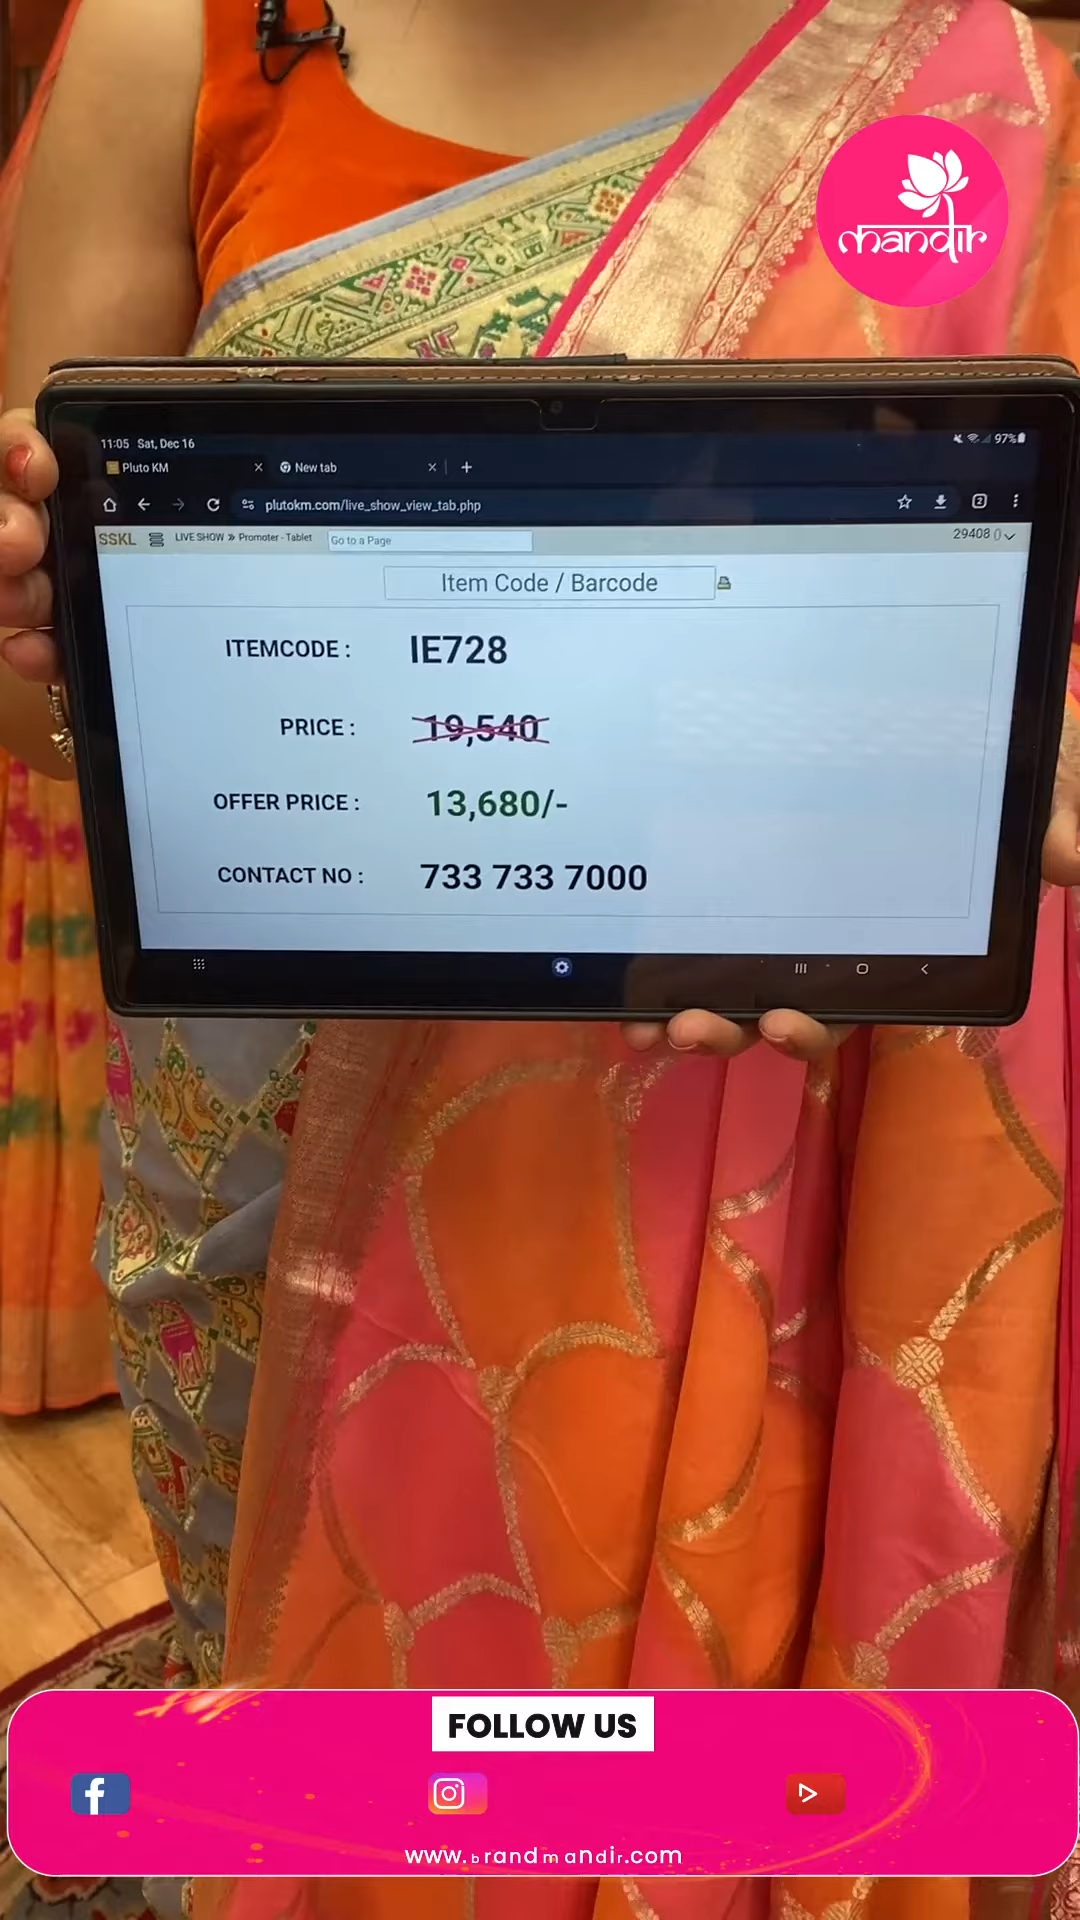 mandir
11:05 Sat, Dec 16
97%
Pluto KM
New tab
plutokm.com/live_show_view_tab.php
2
SSKL
LIVE SHOW » Promoter - Tablet
Go to a Page
29408 ()
Item Code / Barcode
ITEMCODE : IE728
PRICE : 19,540
OFFER PRICE : 13,680/-
CONTACT NO : 733 733 7000
FOLLOW US
www.brandmandir.com